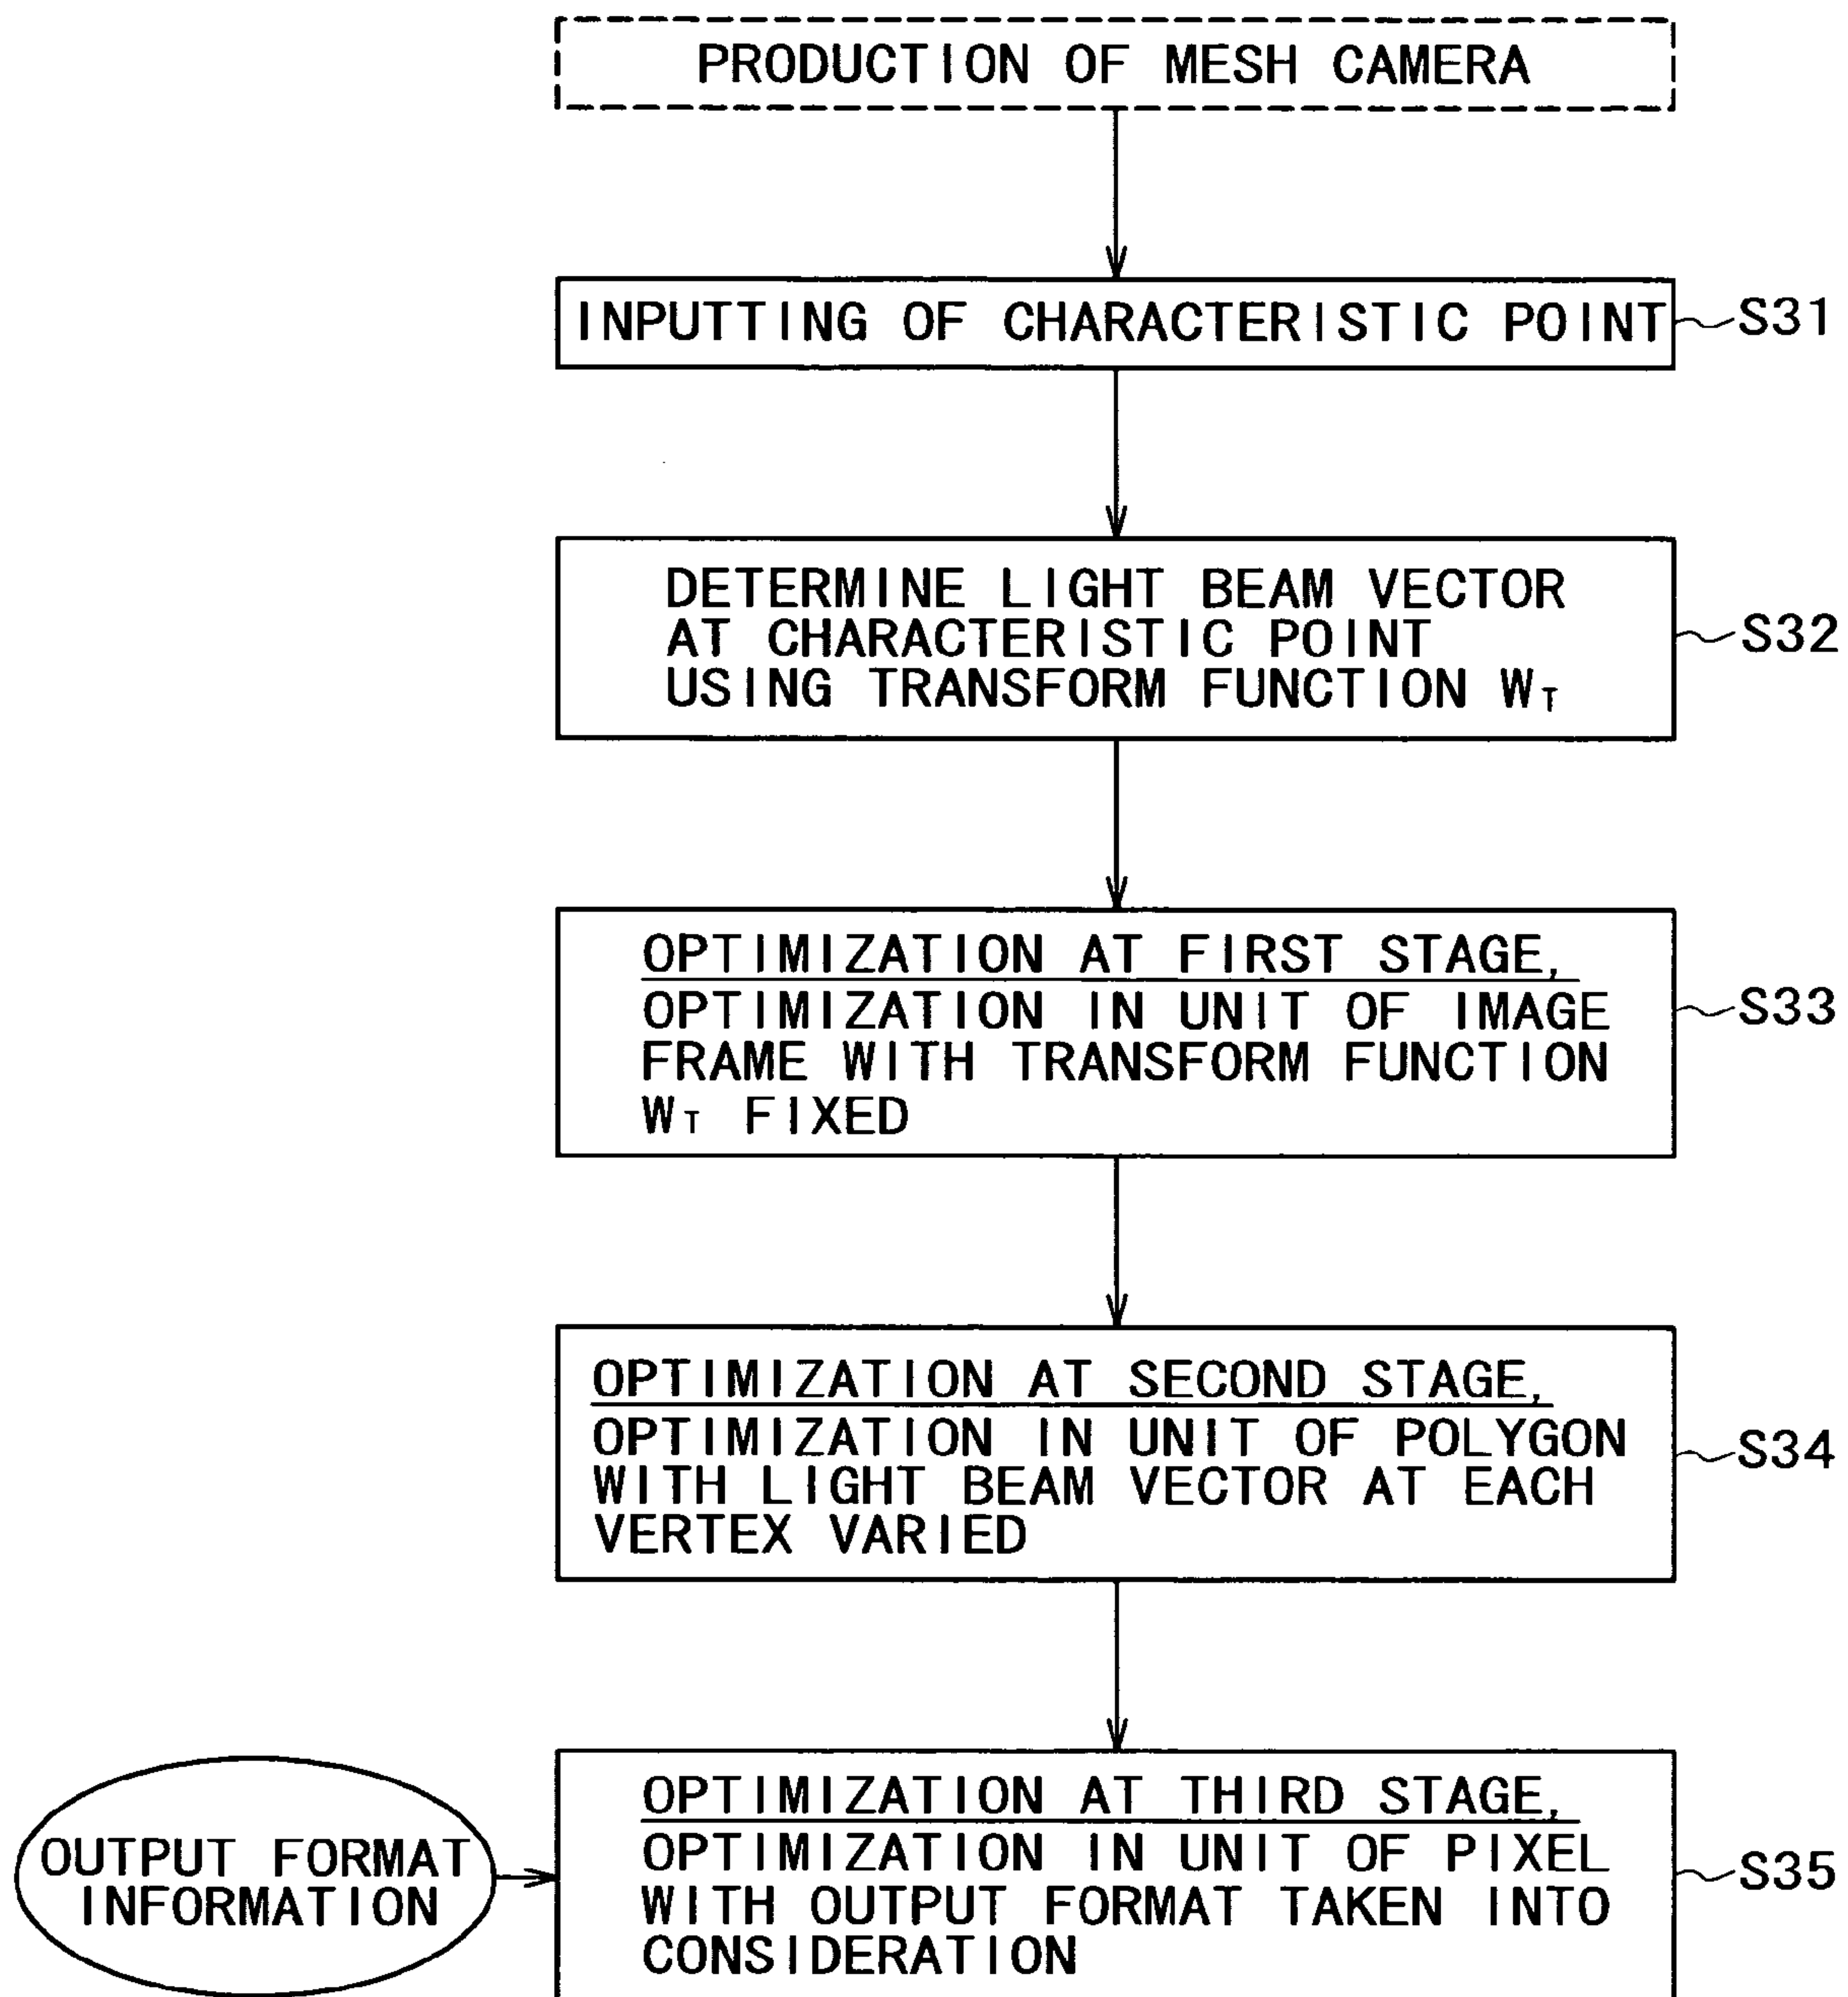 PRODUCTION OF MESH CAMERA
INPUTTING OF CHARACTERISTIC POINT
S31
DETERMINE LIGHT BEAM VECTOR
AT CHARACTERISTIC POINT
USING TRANSFORM FUNCTION WT
S32
OPTIMIZATION AT FIRST STAGE,
OPTIMIZATION IN UNIT OF IMAGE
FRAME WITH TRANSFORM FUNCTION
WT FIXED
S33
OPTIMIZATION AT SECOND STAGE,
OPTIMIZATION IN UNIT OF POLYGON
WITH LIGHT BEAM VECTOR AT EACH
VERTEX VARIED
S34
OUTPUT FORMAT
INFORMATION
OPTIMIZATION AT THIRD STAGE,
OPTIMIZATION IN UNIT OF PIXEL
WITH OUTPUT FORMAT TAKEN INTO
CONSIDERATION
S35